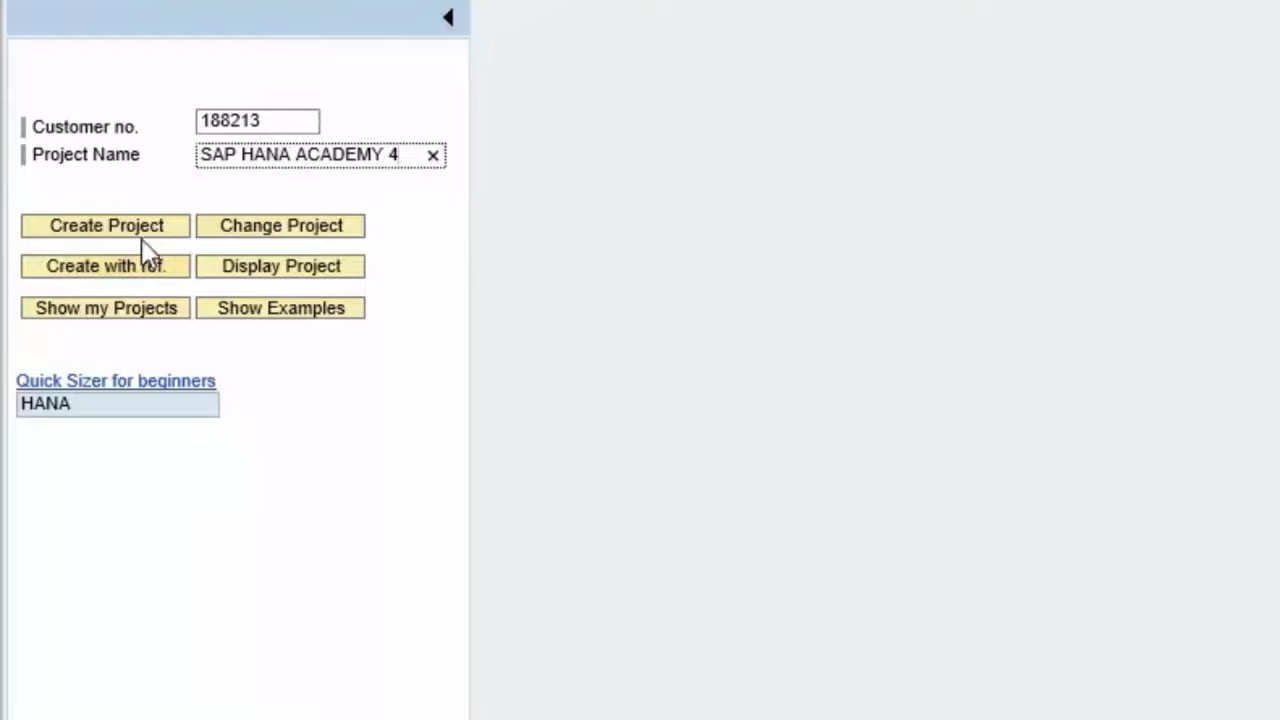 Customer no. 188213
Project Name SAP HANA ACADEMY 4
Create Project Change Project
Create with ref. Display Project
Show my Projects Show Examples
Quick Sizer for beginners
HANA